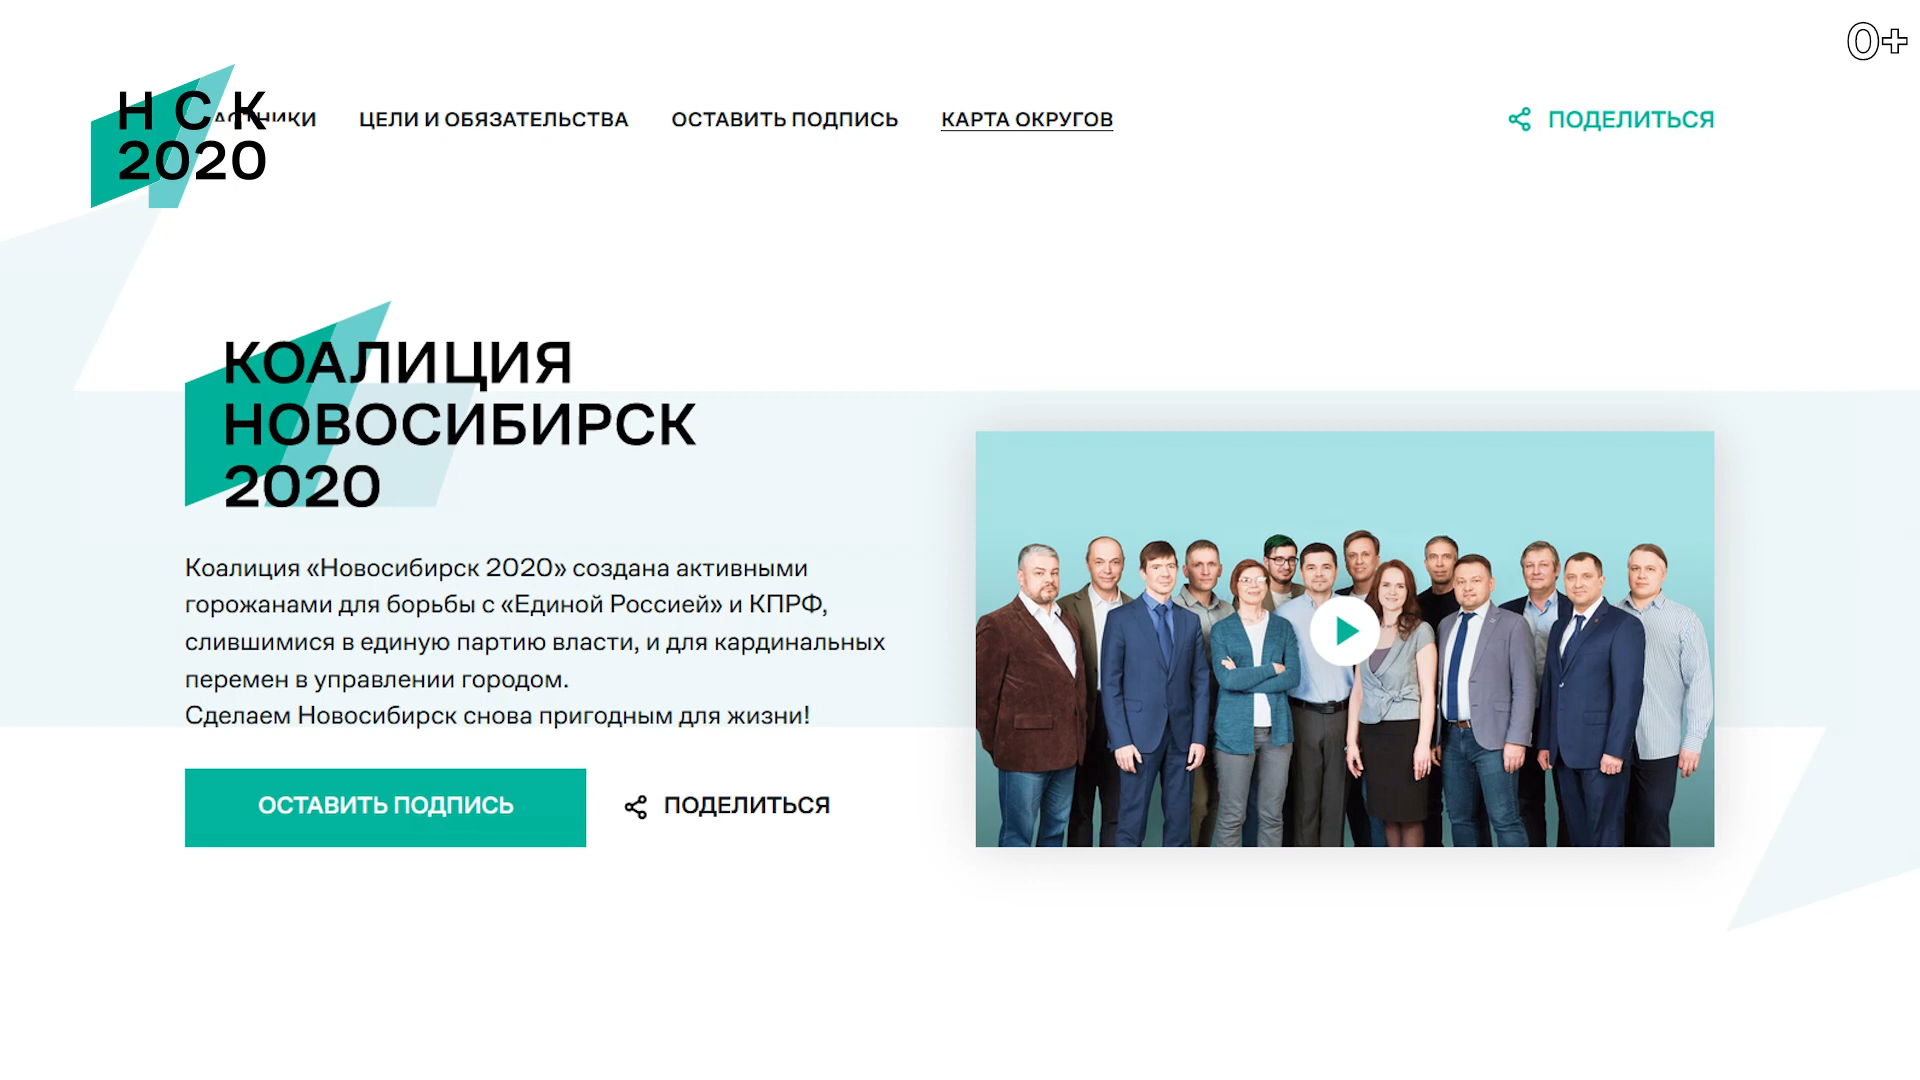 0+
Н С К
2020
ЦЕЛИ И ОБЯЗАТЕЛЬСТВА
ОСТАВИТЬ ПОДПИСЬ
КАРТА ОКРУГОВ
ПОДЕЛИТЬСЯ
КОАЛИЦИЯ
НОВОСИБИРСК
2020
Коалиция «Новосибирск 2020» создана активными
горожанами для борьбы с «Единой Россией» и КПРФ,
слившимися в единую партию власти, и для кардинальных
перемен в управлении городом.
Сделаем Новосибирск снова пригодным для жизни!
ОСТАВИТЬ ПОДПИСЬ
ПОДЕЛИТЬСЯ